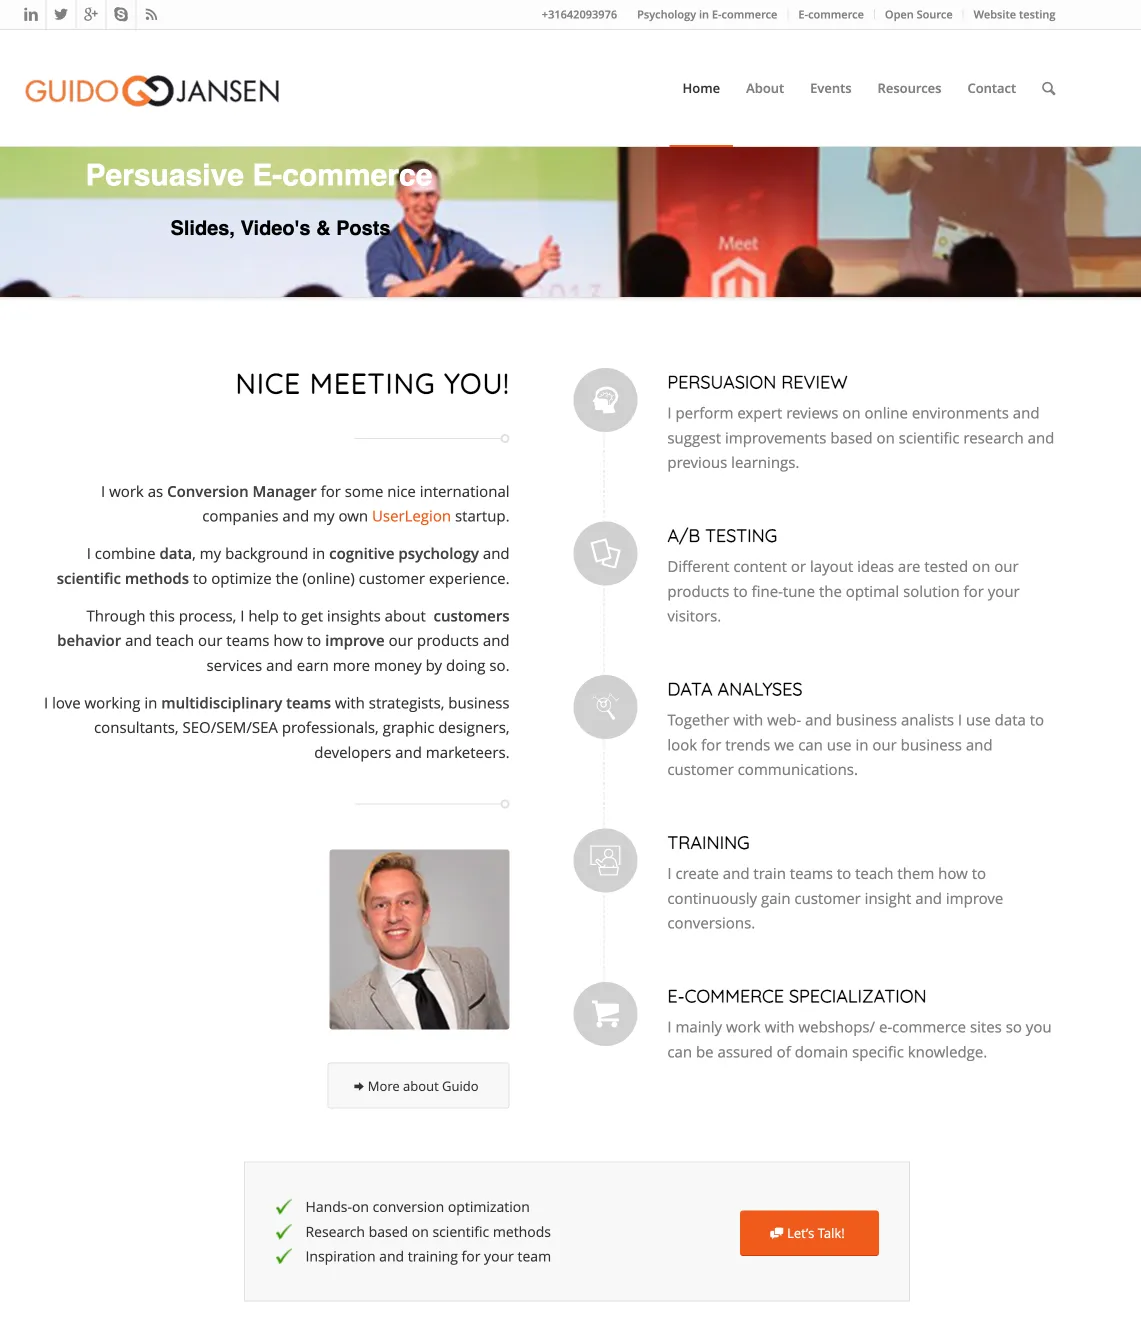 +31642093976 Psychology in E-commerce E-commerce Open Source Website testing
GUIDO JANSEN
Home About Events Resources Contact
Persuasive E-commerce
Slides, Video's & Posts
Meet
2013
NICE MEETING YOU!
I work as Conversion Manager for some nice international
companies and my own UserLegion startup.
I combine data, my background in cognitive psychology and
scientific methods to optimize the (online) customer experience.
Through this process, I help to get insights about customers
behavior and teach our teams how to improve our products and
services and earn more money by doing so.
I love working in multidisciplinary teams with strategists, business
consultants, SEO/SEM/SEA professionals, graphic designers,
developers and marketeers.
More about Guido
PERSUASION REVIEW
I perform expert reviews on online environments and
suggest improvements based on scientific research and
previous learnings.
A/B TESTING
Different content or layout ideas are tested on our
products to fine-tune the optimal solution for your
visitors.
DATA ANALYSES
Together with web- and business analists I use data to
look for trends we can use in our business and
customer communications.
TRAINING
I create and train teams to teach them how to
continuously gain customer insight and improve
conversions.
E-COMMERCE SPECIALIZATION
I mainly work with webshops/ e-commerce sites so you
can be assured of domain specific knowledge.
Hands-on conversion optimization
Research based on scientific methods
Inspiration and training for your team
Let's Talk!